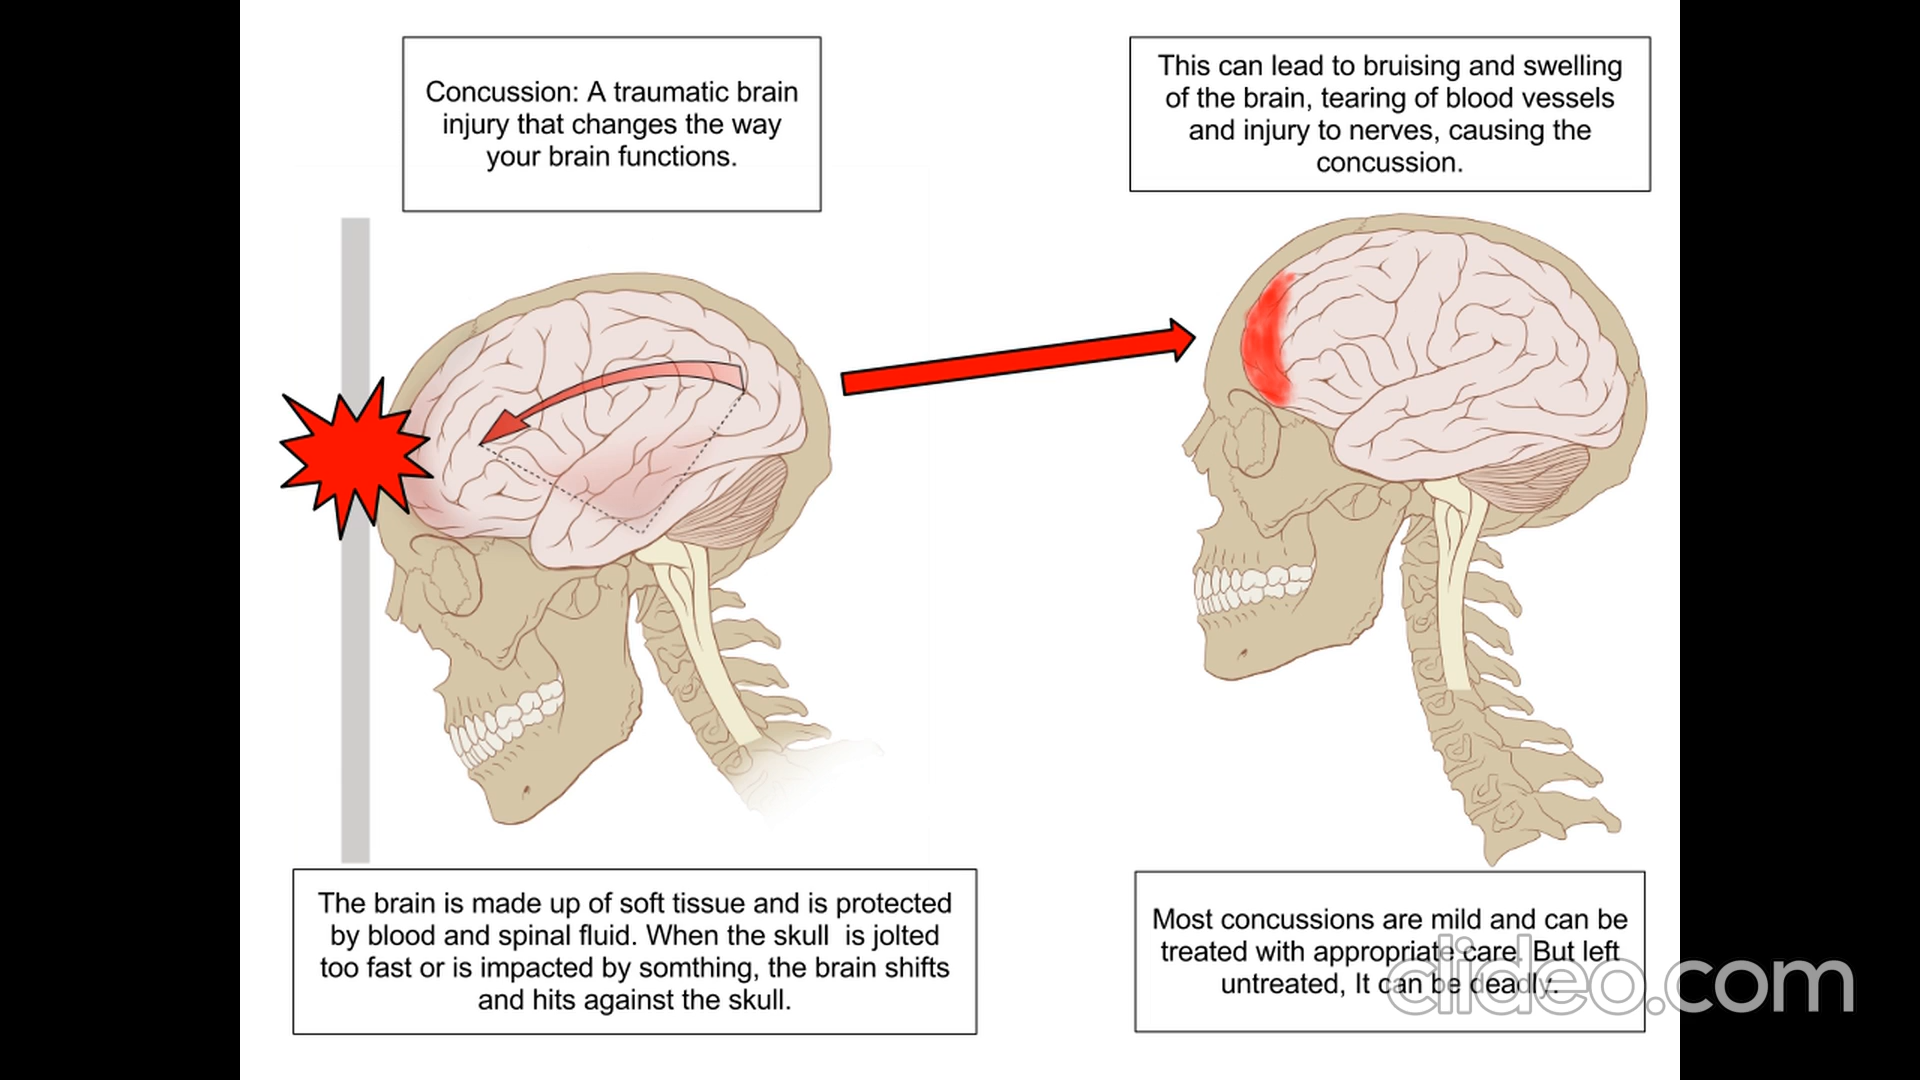 Concussion: A traumatic brain
injury that changes the way
your brain functions.
This can lead to bruising and swelling
of the brain, tearing of blood vessels
and injury to nerves, causing the
concussion.
The brain is made up of soft tissue and is protected
by blood and spinal fluid. When the skull  is jolted
too fast or is impacted by somthing, the brain shifts
and hits against the skull.
Most concussions are mild and can be
treated with appropriate care. But left
untreated, It can be deadly.
clideo.com